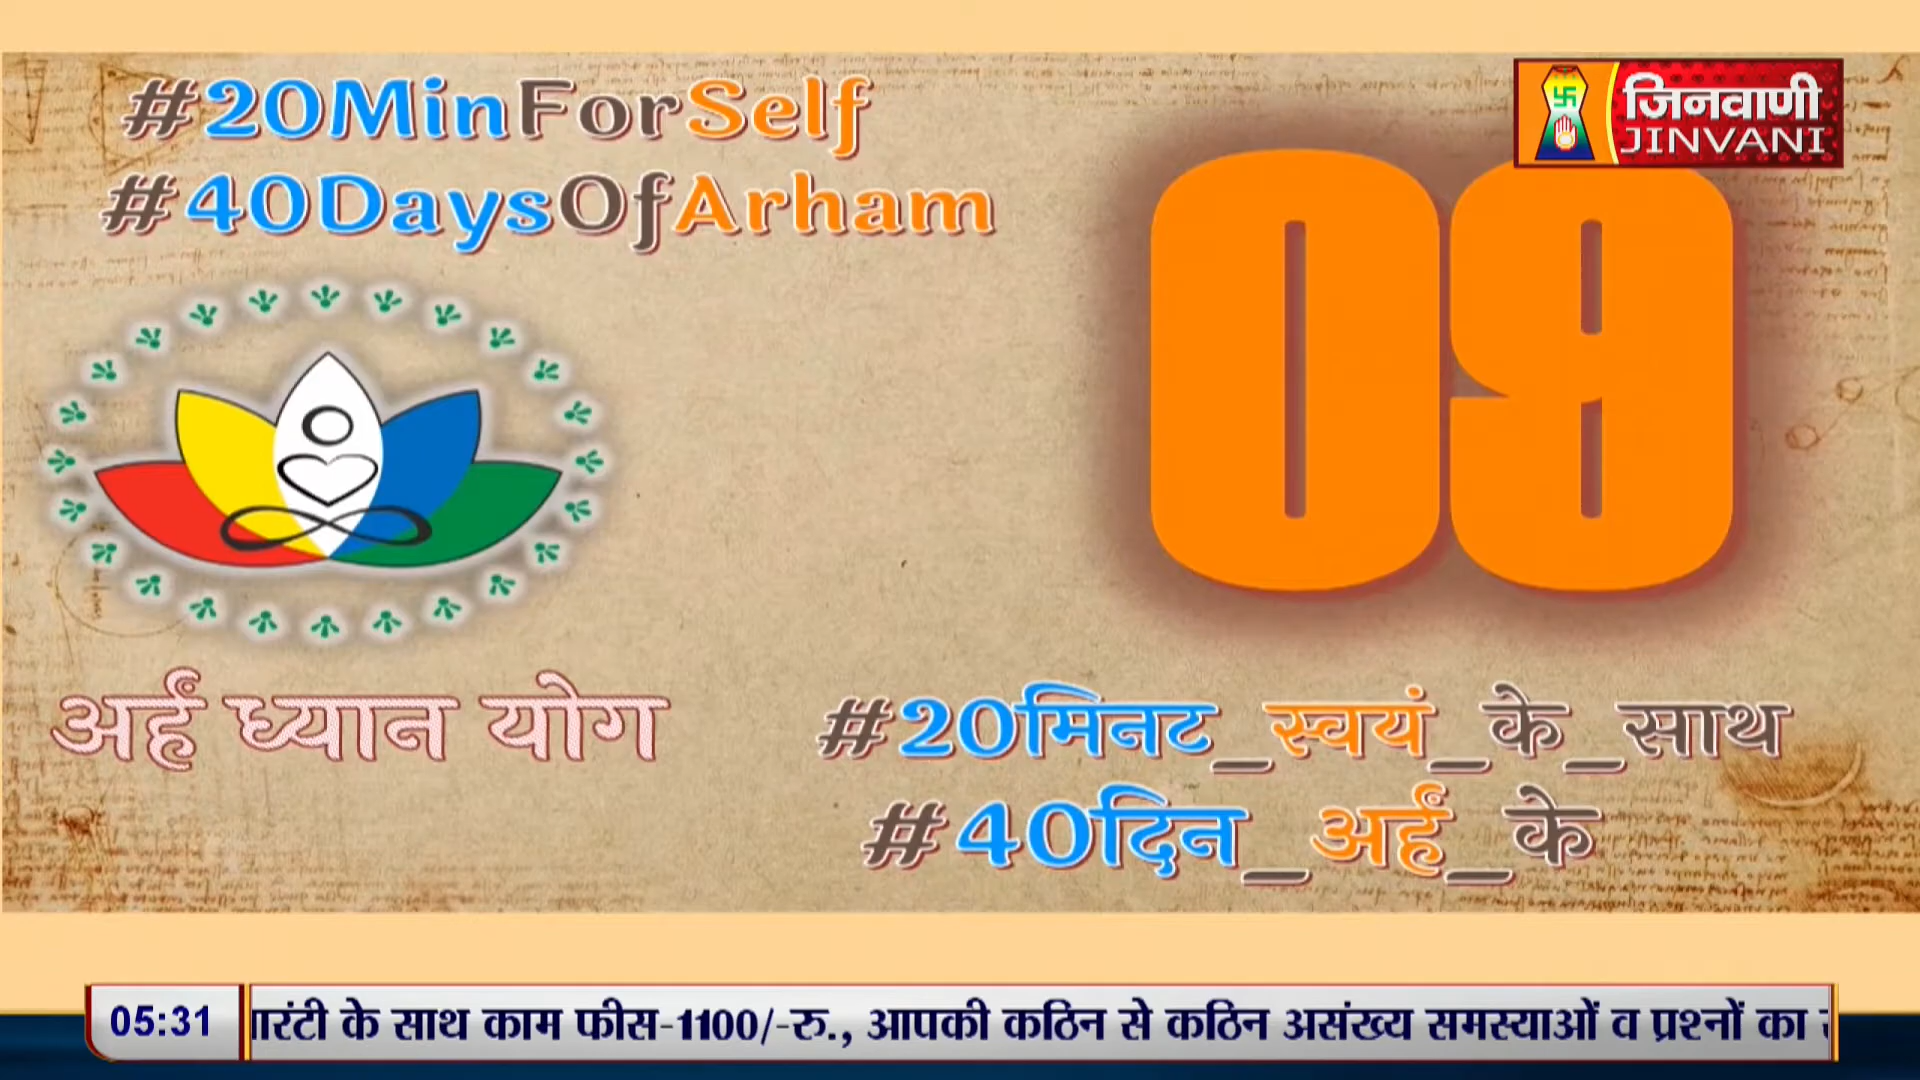 #20MinForSelf
#40DaysOfArham
जिनवाणी
JINVANI
09
अर्हं ध्यान योग
#20मिनट_स्वयं_के_साथ
#40दिन_अर्हं_के
05:31
के साथ काम फीस-1100/-रु., आपकी कठिन से कठिन असंख्य समस्याओं व प्रश्नों का